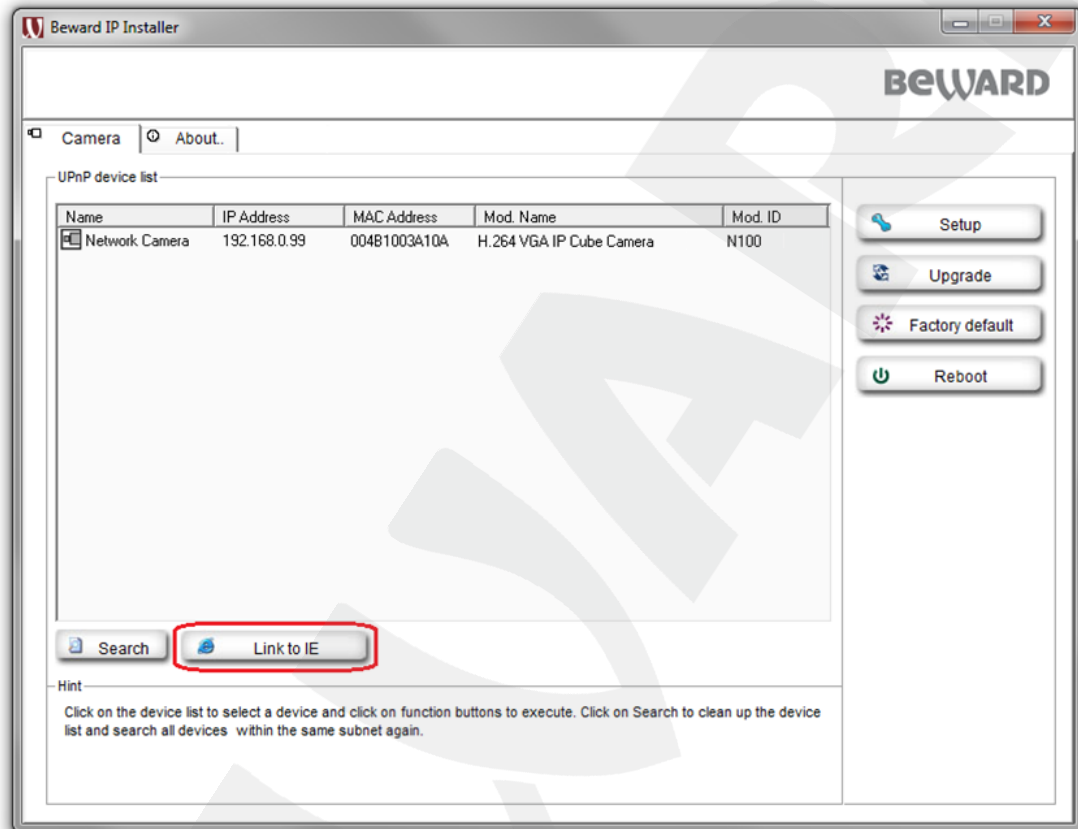 Beward IP Installer
BEWARD
Camera
About..
UPnP device list
Name IP Address MAC Address Mod. Name Mod. ID
Network Camera 192.168.0.99 004B1003A10A H.264 VGA IP Cube Camera N100
Setup
Upgrade
Factory default
Reboot
Search
Link to IE
Hint
Click on the device list to select a device and click on function buttons to execute. Click on Search to clean up the device
list and search all devices within the same subnet again.